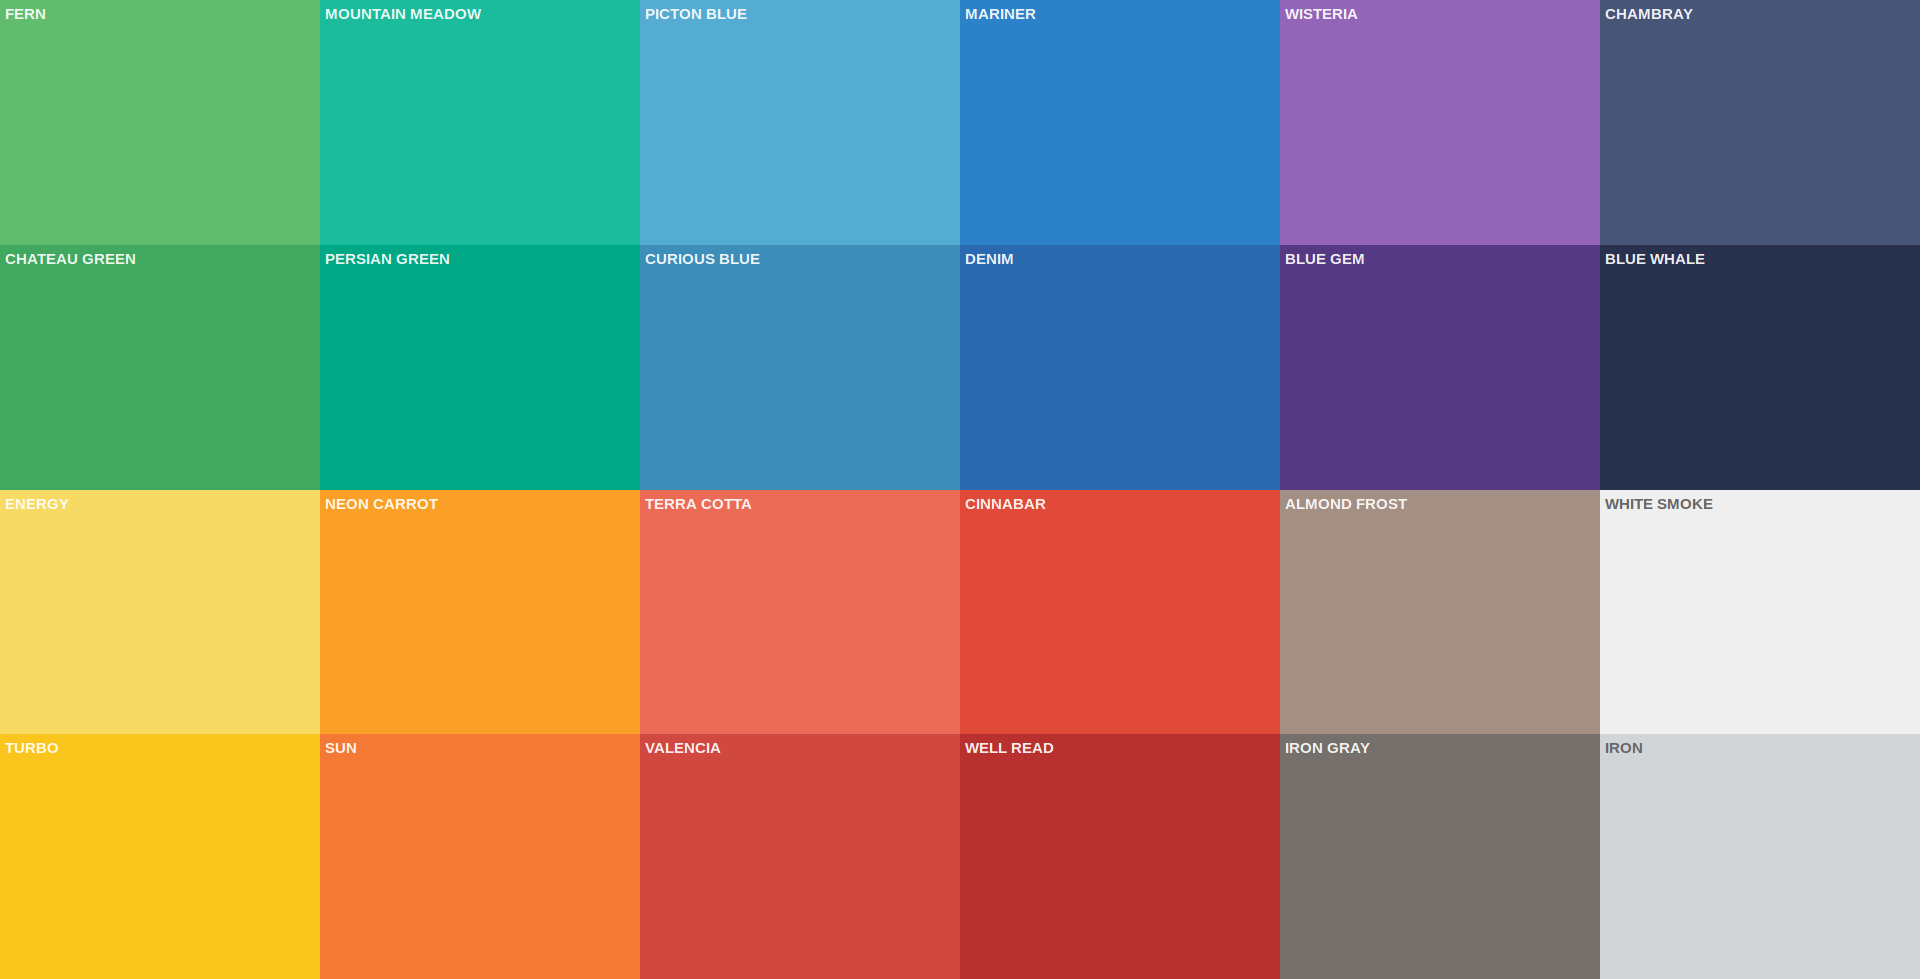 FERN
MOUNTAIN MEADOW
PICTON BLUE
MARINER
WISTERIA
CHAMBRAY
CHATEAU GREEN
PERSIAN GREEN
CURIOUS BLUE
DENIM
BLUE GEM
BLUE WHALE
ENERGY
NEON CARROT
TERRA COTTA
CINNABAR
ALMOND FROST
WHITE SMOKE
TURBO
SUN
VALENCIA
WELL READ
IRON GRAY
IRON